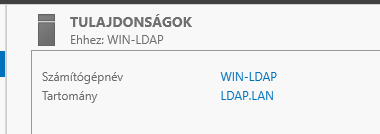 TULAJDONSÁGOK
Ehhez: WIN-LDAP
Számítógépnév WIN-LDAP
Tartomány LDAP.LAN